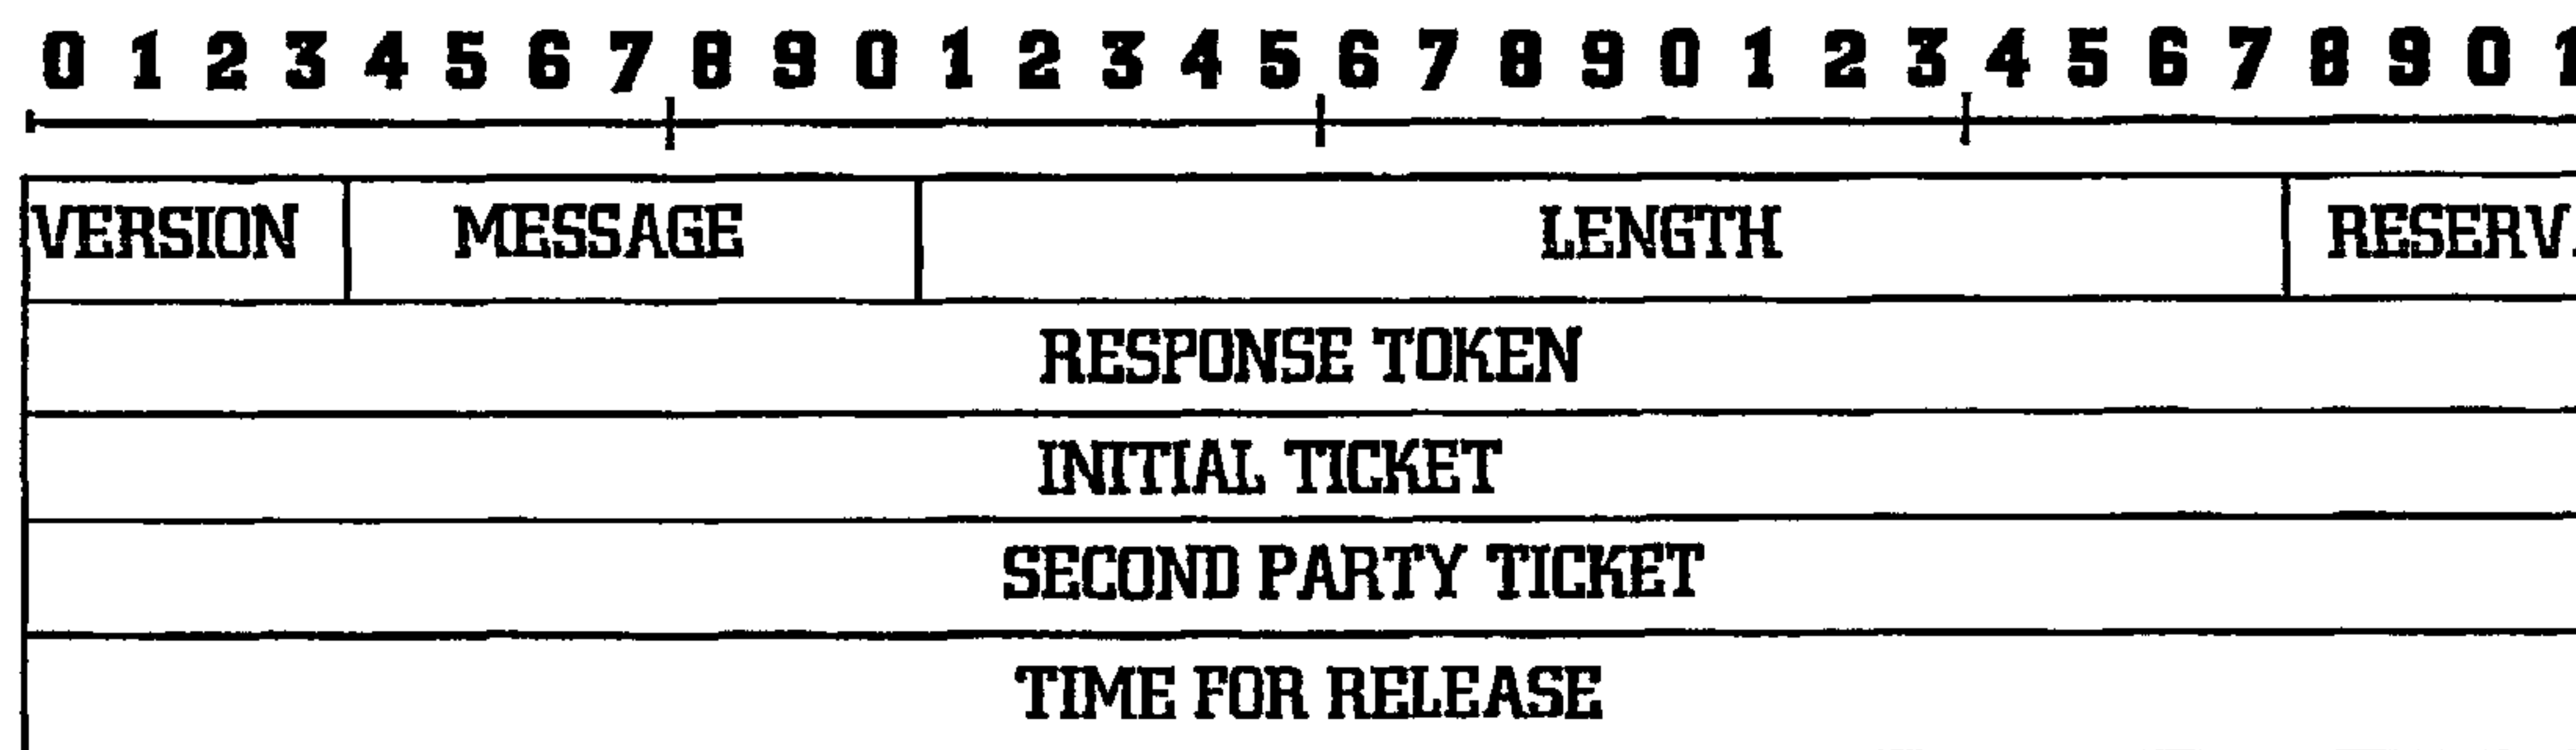 0 1 2 3 4 5 6 7 8 9 0 1 2 3 4 5 6 7 8 9 0 1 2 3 4 5 6 7 8 9 0 1
VERSION MESSAGE LENGTH RESERV.
RESPONSE TOKEN
INITIAL TICKET
SECOND PARTY TICKET
TIME FOR RELEASE